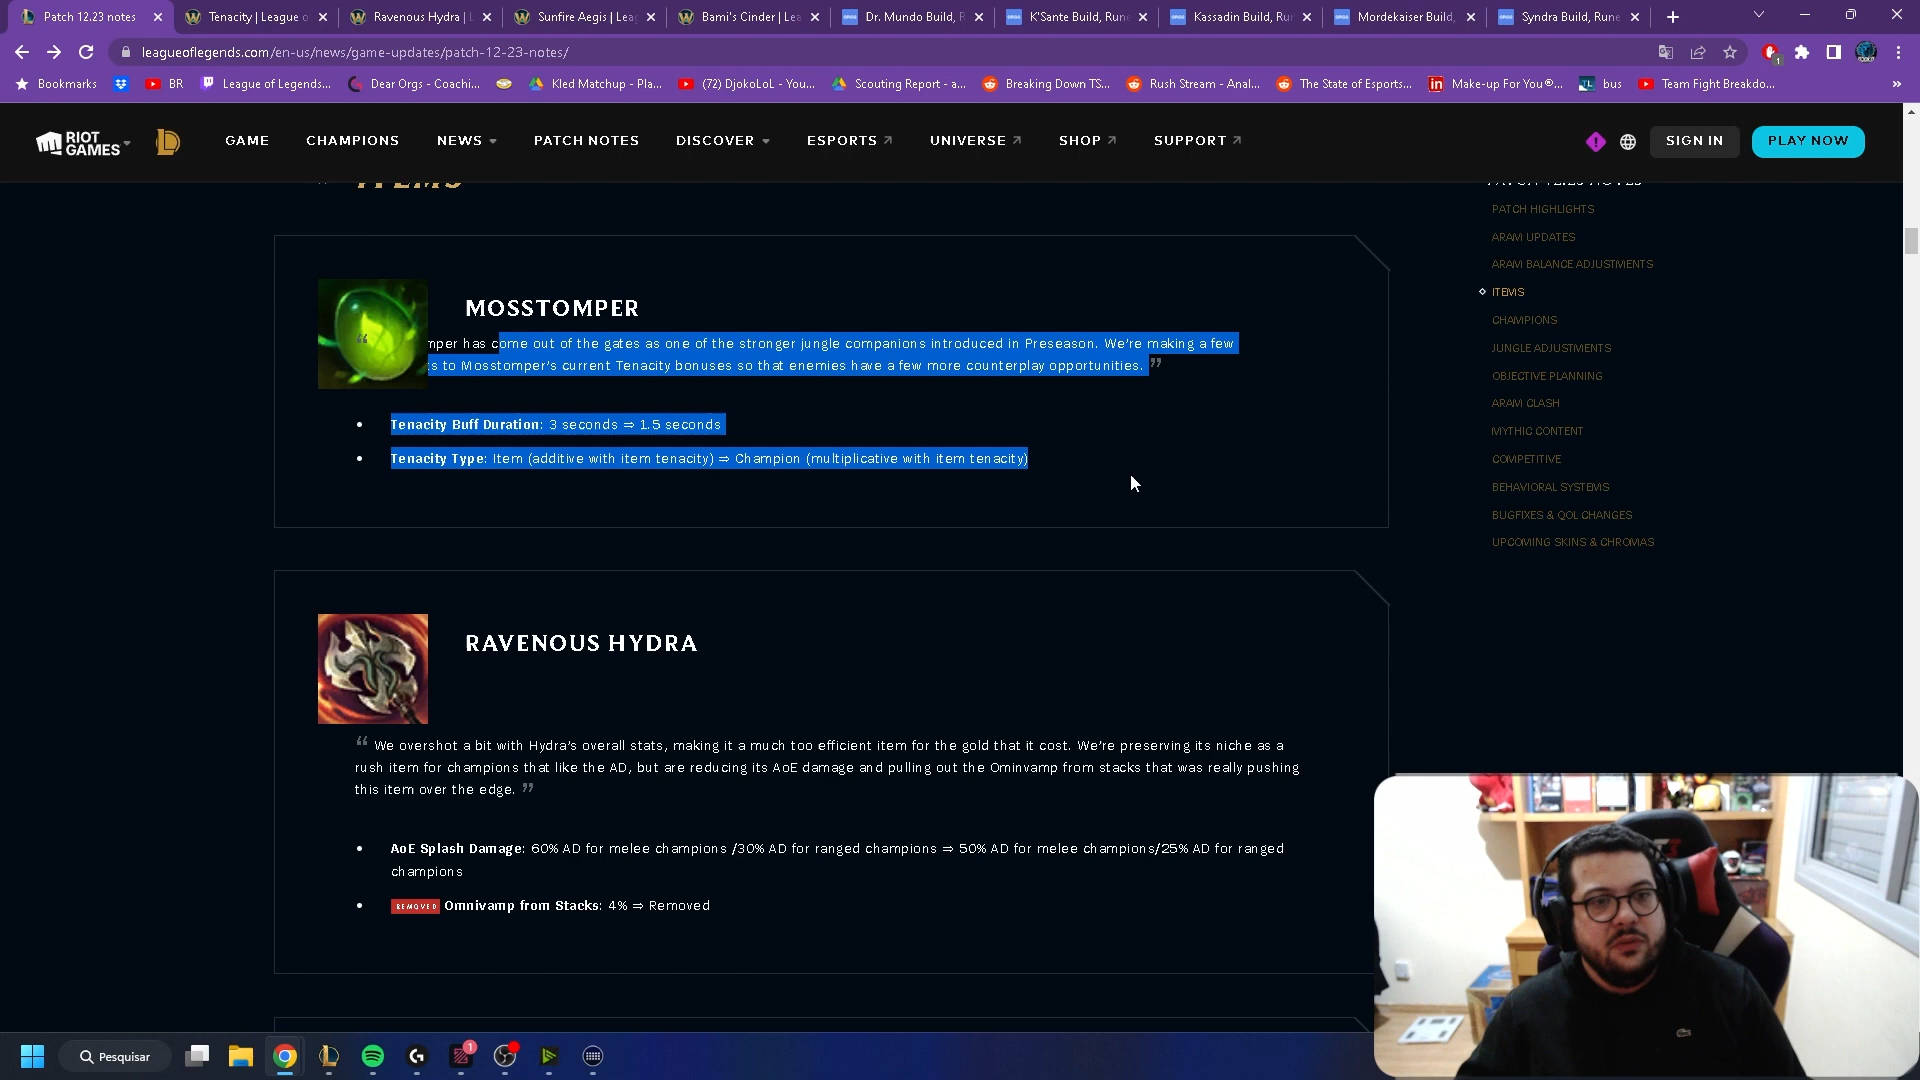 Patch 12.23 notes
Tenacity | League o
Ravenous Hydra | L
Sunfire Aegis | Leag
Bami's Cinder | Lea
Dr. Mundo Build, R
K'Sante Build, Rune
Kassadin Build, Ru
Mordekaiser Build,
Syndra Build, Rune
leagueoflegends.com/en-us/news/game-updates/patch-12-23-notes/
1
Bookmarks
BR
League of Legends...
Dear Orgs - Coachi...
Kled Matchup - Pla...
(72) DjokoLoL - You...
Scouting Report - a...
Breaking Down TS...
Rush Stream - Anal...
The State of Esports...
Make-up For You®...
bus
Team Fight Breakdo...
RIOT GAMES
GAME
CHAMPIONS
NEWS
PATCH NOTES
DISCOVER
ESPORTS
UNIVERSE
SHOP
SUPPORT
SIGN IN
PLAY NOW
ITEMS
MOSSTOMPER
mper has come out of the gates as one of the stronger jungle companions introduced in Preseason. We're making a few
ts to Mosstomper's current Tenacity bonuses so that enemies have a few more counterplay opportunities. ”
• Tenacity Buff Duration: 3 seconds ⇒ 1.5 seconds
• Tenacity Type: Item (additive with item tenacity) ⇒ Champion (multiplicative with item tenacity)
RAVENOUS HYDRA
“ We overshot a bit with Hydra's overall stats, making it a much too efficient item for the gold that it cost. We're preserving its niche as a
rush item for champions that like the AD, but are reducing its AoE damage and pulling out the Ominvamp from stacks that was really pushing
this item over the edge. ”
• AoE Splash Damage: 60% AD for melee champions /30% AD for ranged champions ⇒ 50% AD for melee champions/25% AD for ranged
champions
• REMOVED Omnivamp from Stacks: 4% ⇒ Removed
PATCH 12.23 NOTES
PATCH HIGHLIGHTS
ARAM UPDATES
ARAM BALANCE ADJUSTMENTS
ITEMS
CHAMPIONS
JUNGLE ADJUSTMENTS
OBJECTIVE PLANNING
ARAM CLASH
MYTHIC CONTENT
COMPETITIVE
BEHAVIORAL SYSTEMS
BUGFIXES & QOL CHANGES
UPCOMING SKINS & CHROMAS
Pesquisar
1